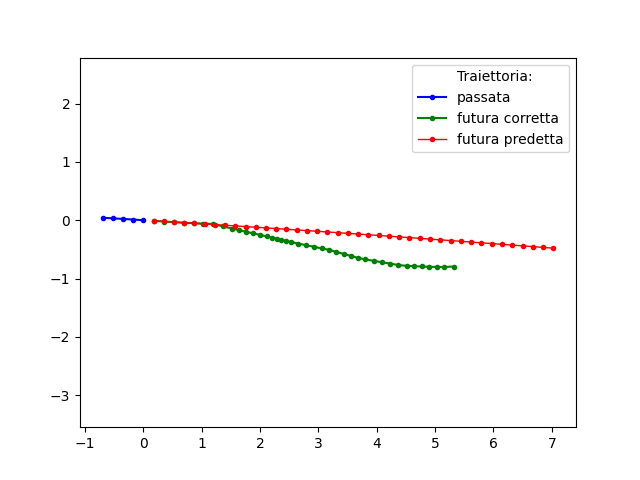 Traiettoria:
passata
futura corretta
futura predetta
2
1
0
−1
−2
−3
−1 0 1 2 3 4 5 6 7